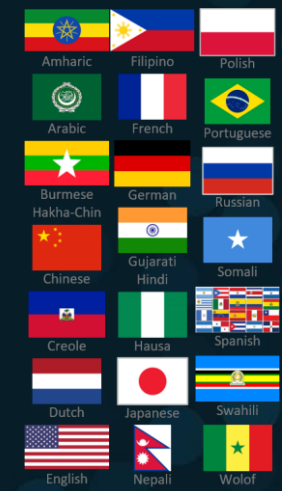 Amharic
Filipino
Polish
Arabic
French
Portuguese
Burmese
Hakha-Chin
German
Russian
Chinese
Gujarati
Hindi
Somali
Creole
Hausa
Spanish
Dutch
Japanese
Swahili
English
Nepali
Wolof